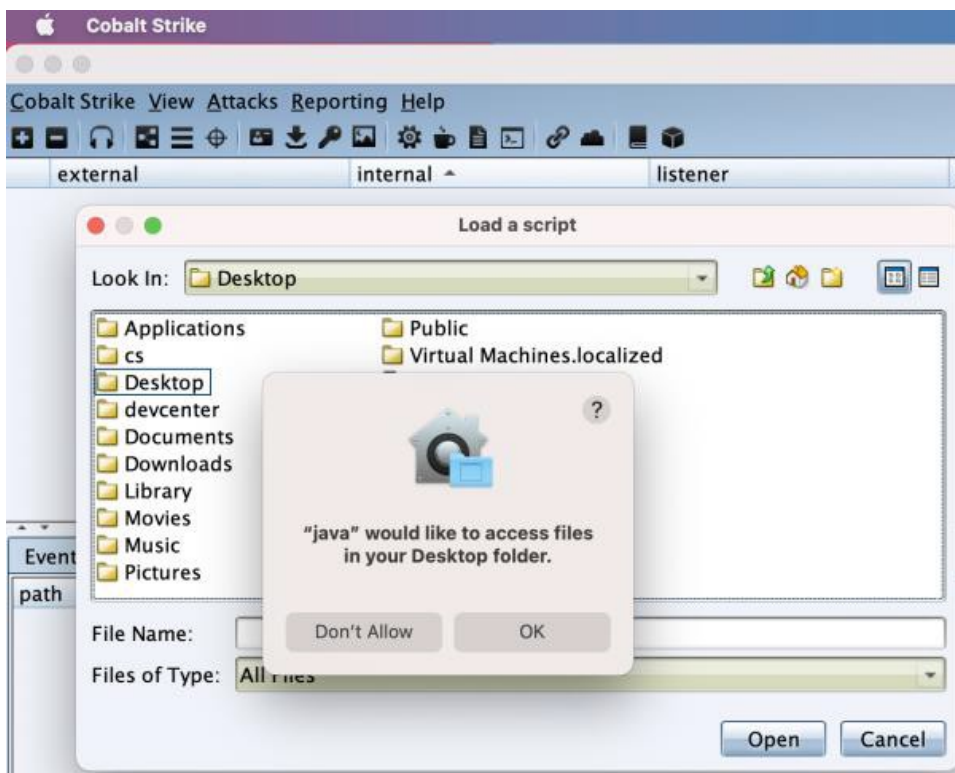 Cobalt Strike
Cobalt Strike View Attacks Reporting Help
external internal listener
Load a script
Look In: Desktop
Applications Public
cs Virtual Machines.localized
Desktop
devcenter
Documents
Downloads
Library
Movies
Music
Pictures
?
"java" would like to access files
in your Desktop folder.
Don't Allow OK
Event
path
File Name:
Files of Type: All Files
Open Cancel